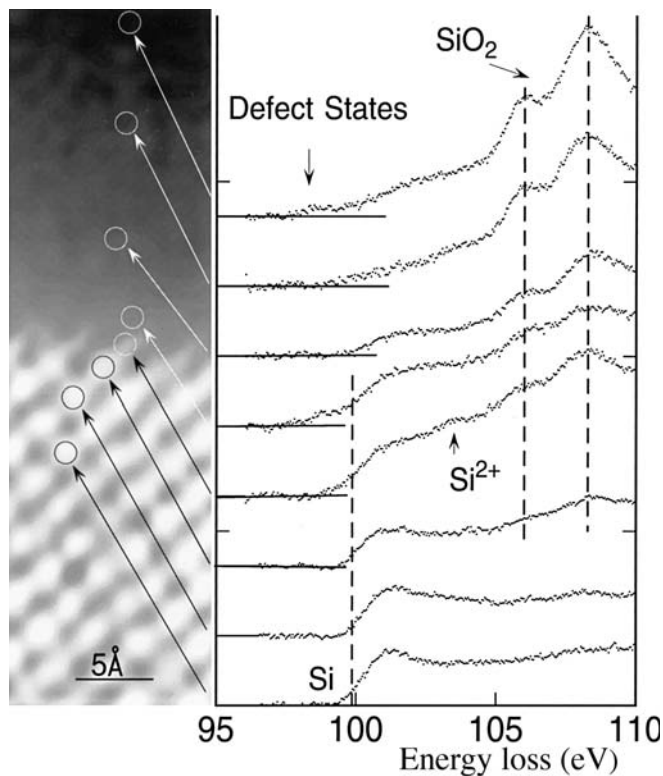 SiO₂
Defect States
Si²⁺
5Å
Si
95 100 105 110
Energy loss (eV)